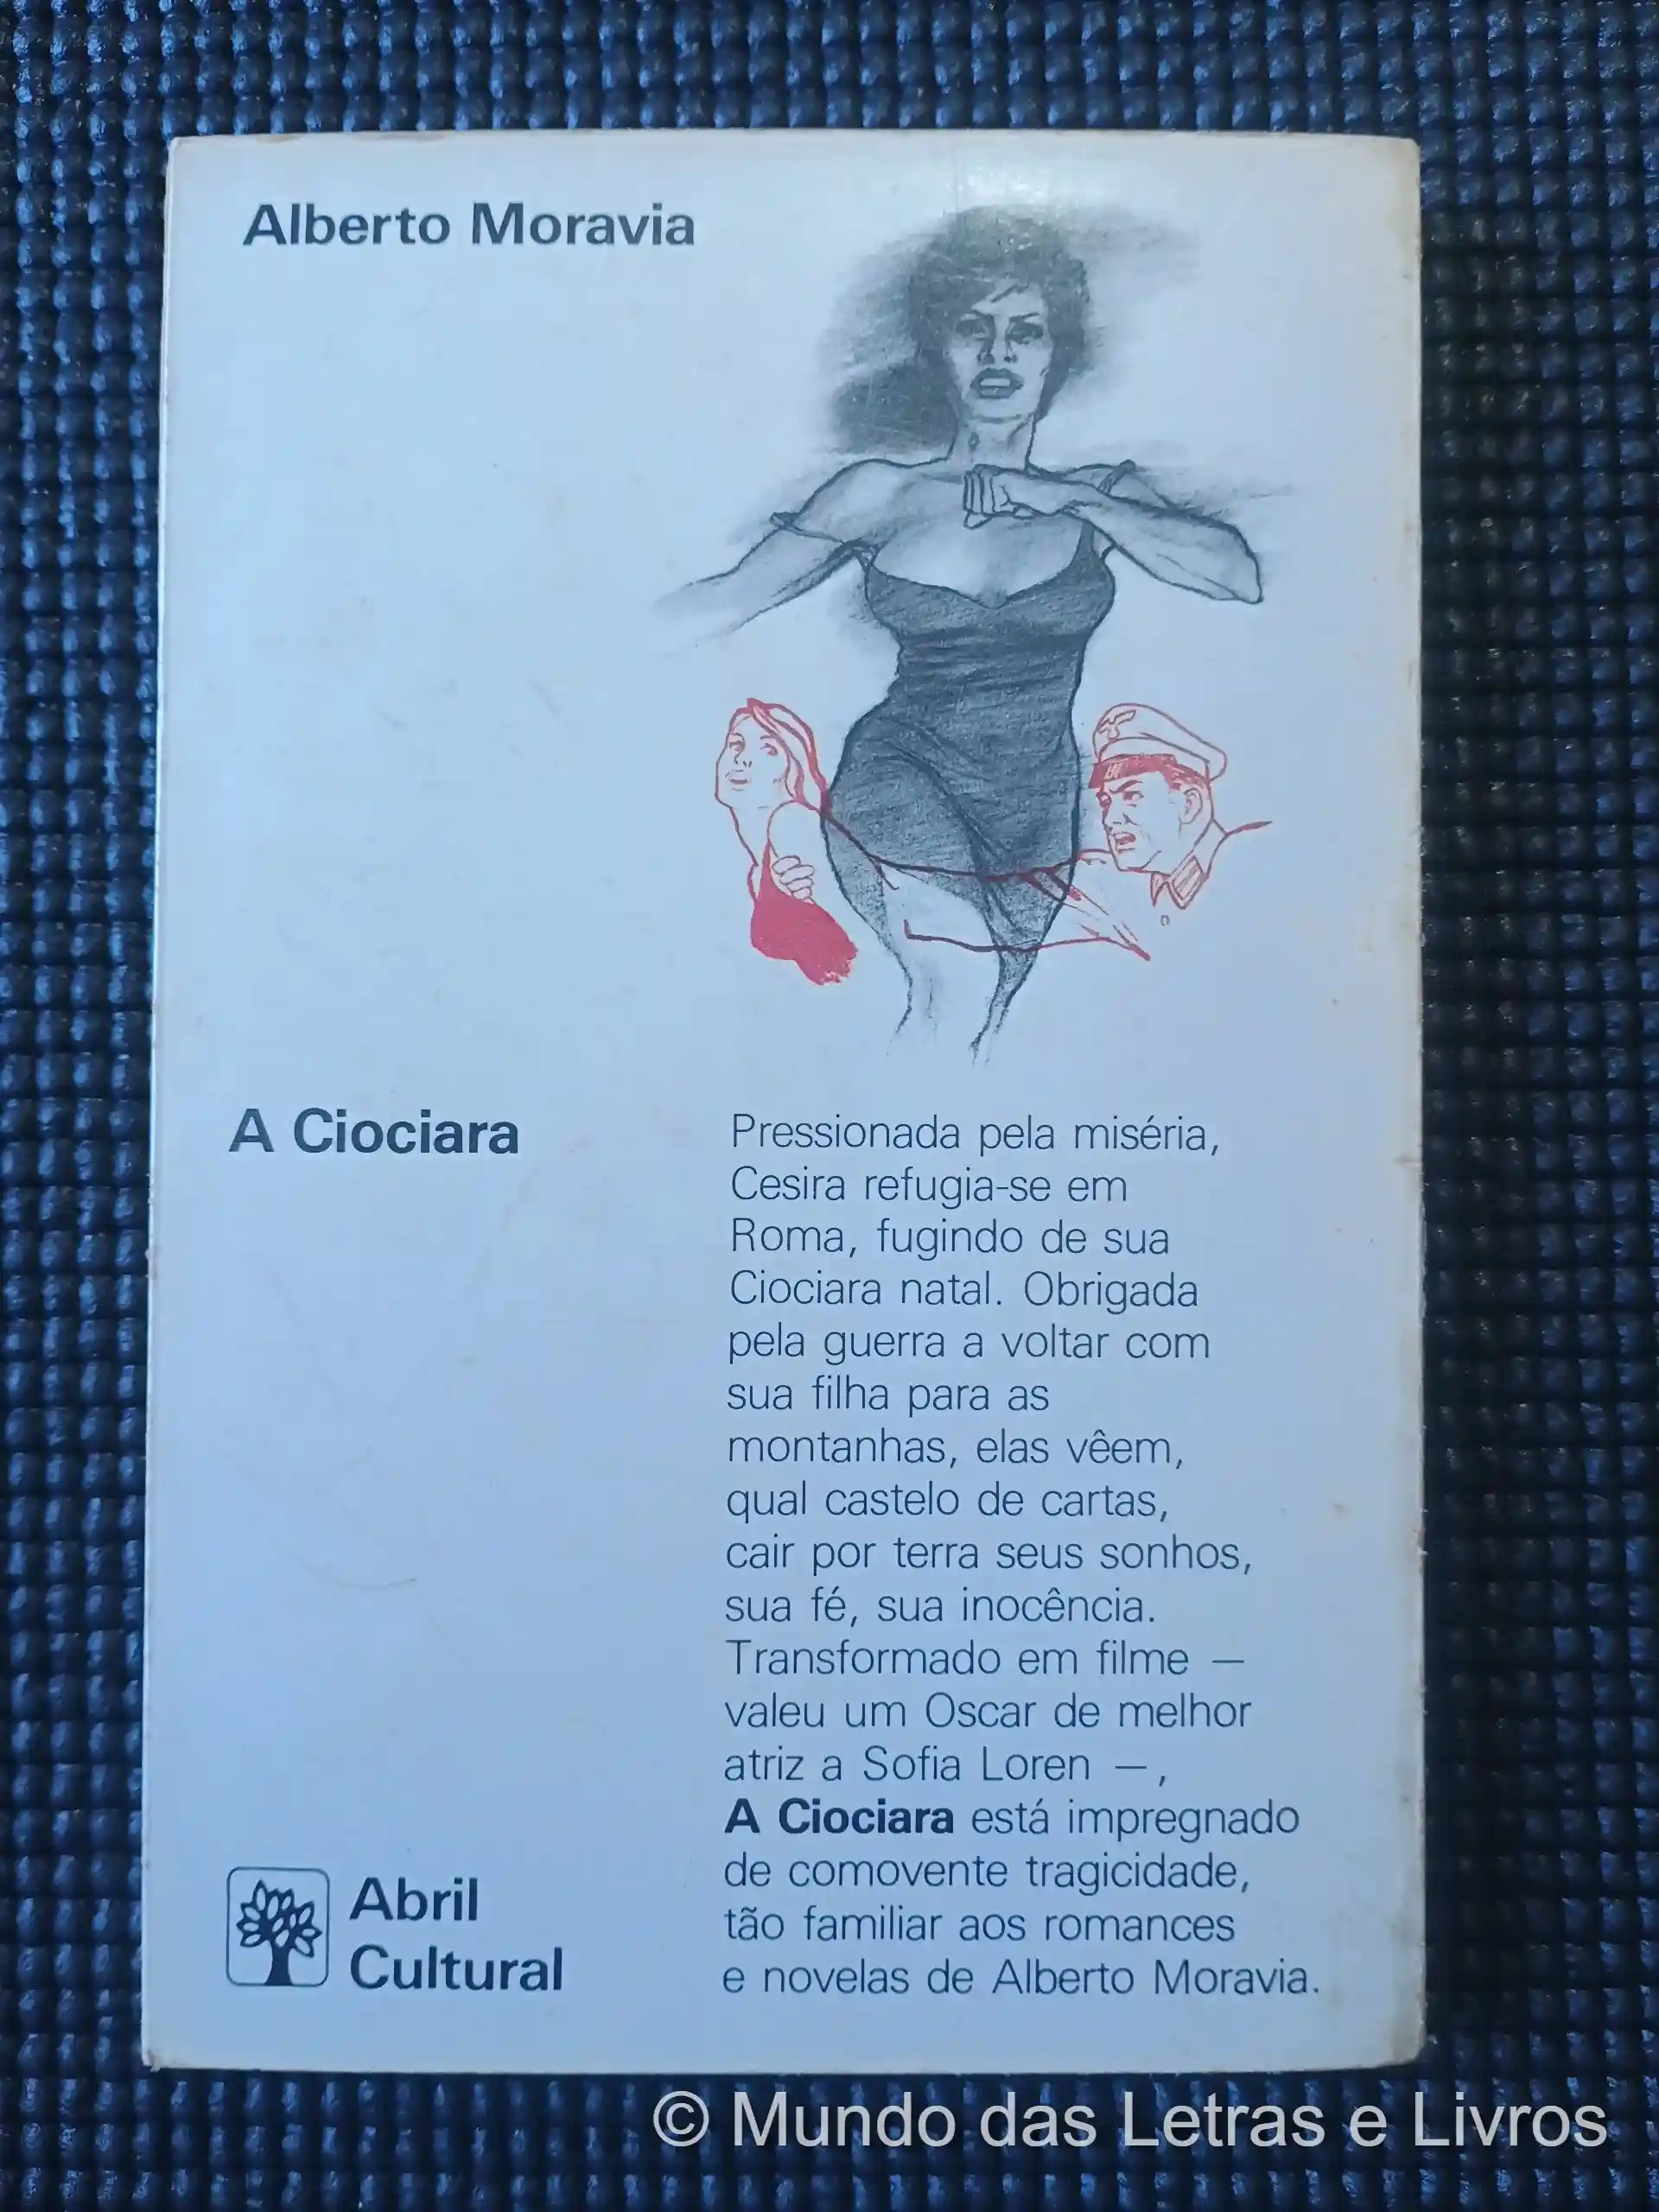 Alberto Moravia
A Ciociara
Pressionada pela miséria,
Cesira refugia-se em
Roma, fugindo de sua
Ciociara natal. Obrigada
pela guerra a voltar com
sua filha para as
montanhas, elas vêem,
qual castelo de cartas,
cair por terra seus sonhos,
sua fé, sua inocência.
Transformado em filme —
valeu um Oscar de melhor
atriz a Sofia Loren —,
A Ciociara está impregnado
de comovente tragicidade,
tão familiar aos romances
e novelas de Alberto Moravia.
Abril
Cultural
© Mundo das Letras e Livros